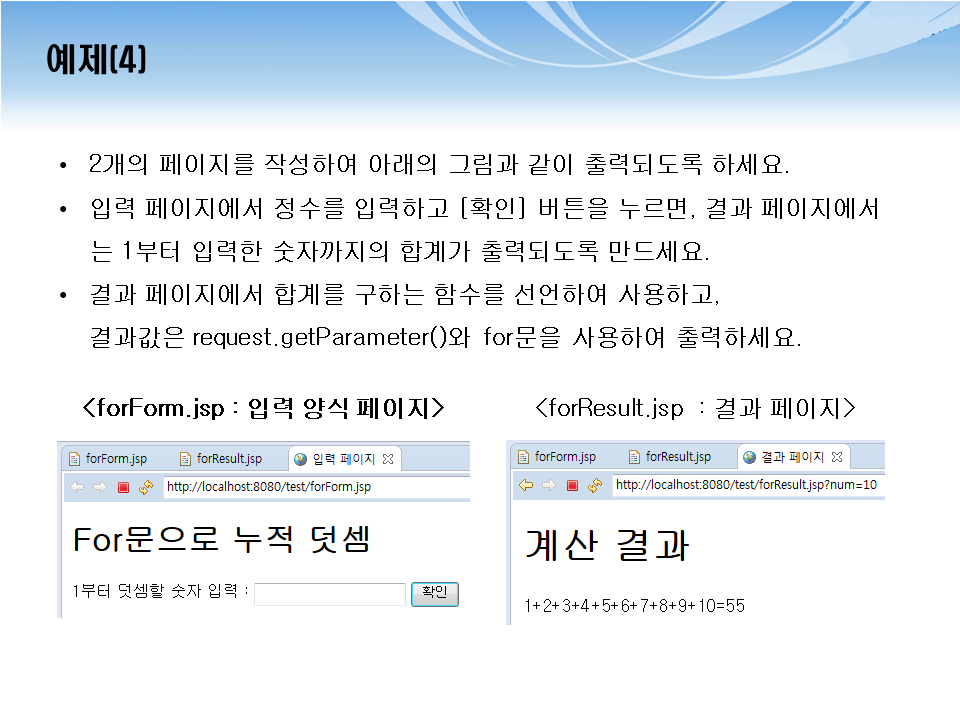 예제(4)
• 2개의 페이지를 작성하여 아래의 그림과 같이 출력되도록 하세요.
• 입력 페이지에서 정수를 입력하고 [확인] 버튼을 누르면, 결과 페이지에서
는 1부터 입력한 숫자까지의 합계가 출력되도록 만드세요.
• 결과 페이지에서 합계를 구하는 함수를 선언하여 사용하고,
결과값은 request.getParameter()와 for문을 사용하여 출력하세요.
<forForm.jsp : 입력 양식 페이지>
forForm.jsp forResult.jsp 입력 페이지
http://localhost:8080/test/forForm.jsp
For문으로 누적 덧셈
1부터 덧셈할 숫자 입력 : 확인
<forResult.jsp : 결과 페이지>
forForm.jsp forResult.jsp 결과 페이지
http://localhost:8080/test/forResult.jsp?num=10
계산 결과
1+2+3+4+5+6+7+8+9+10=55